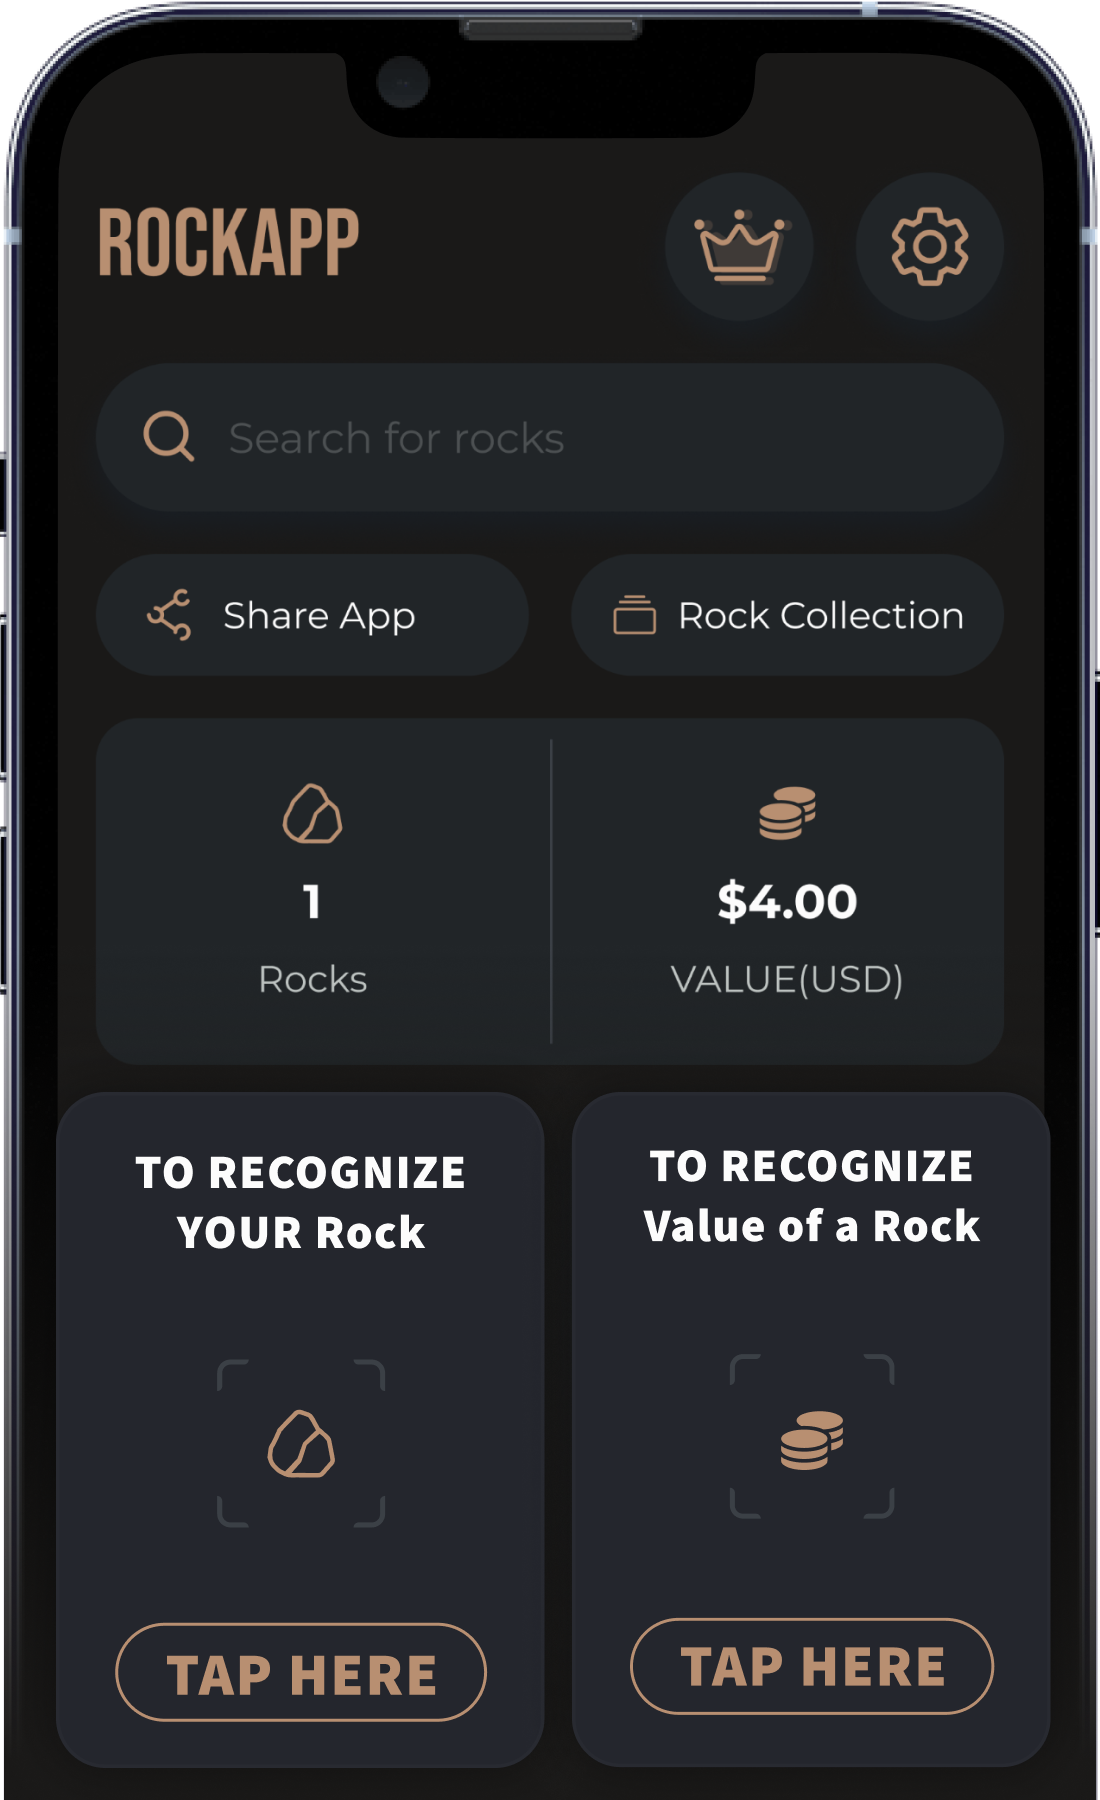 ROCKAPP
Search for rocks
Share App
Rock Collection
1
Rocks
$4.00
VALUE(USD)
TO RECOGNIZE
YOUR Rock
TAP HERE
TO RECOGNIZE
Value of a Rock
TAP HERE